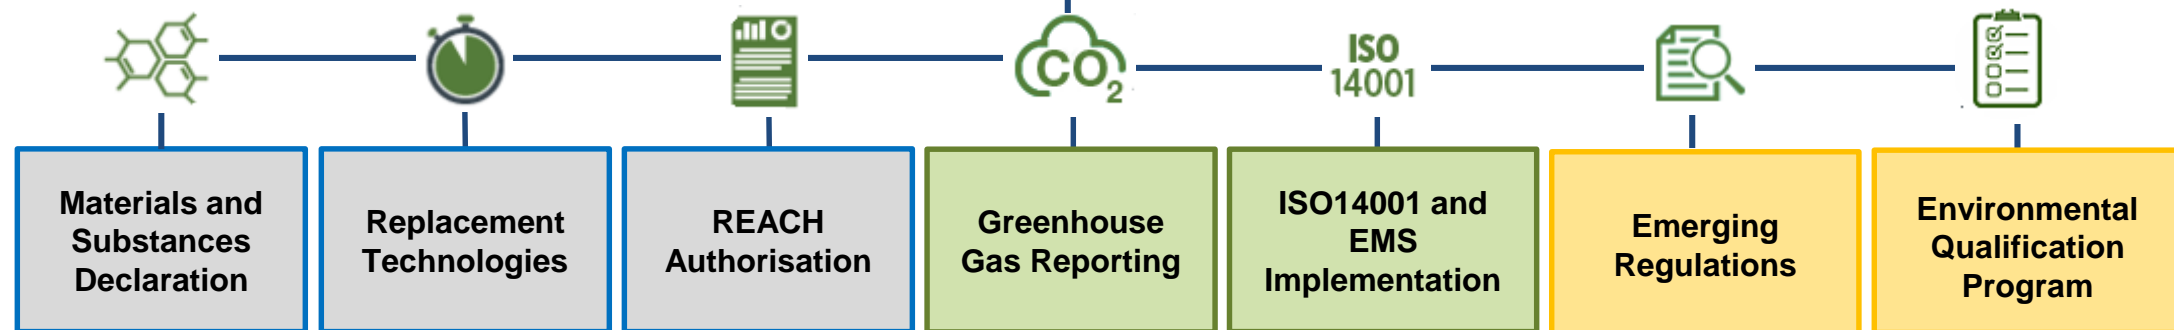 CO2
ISO
14001
Materials and
Substances
Declaration
Replacement
Technologies
REACH
Authorisation
Greenhouse
Gas Reporting
ISO14001 and
EMS
Implementation
Emerging
Regulations
Environmental
Qualification
Program